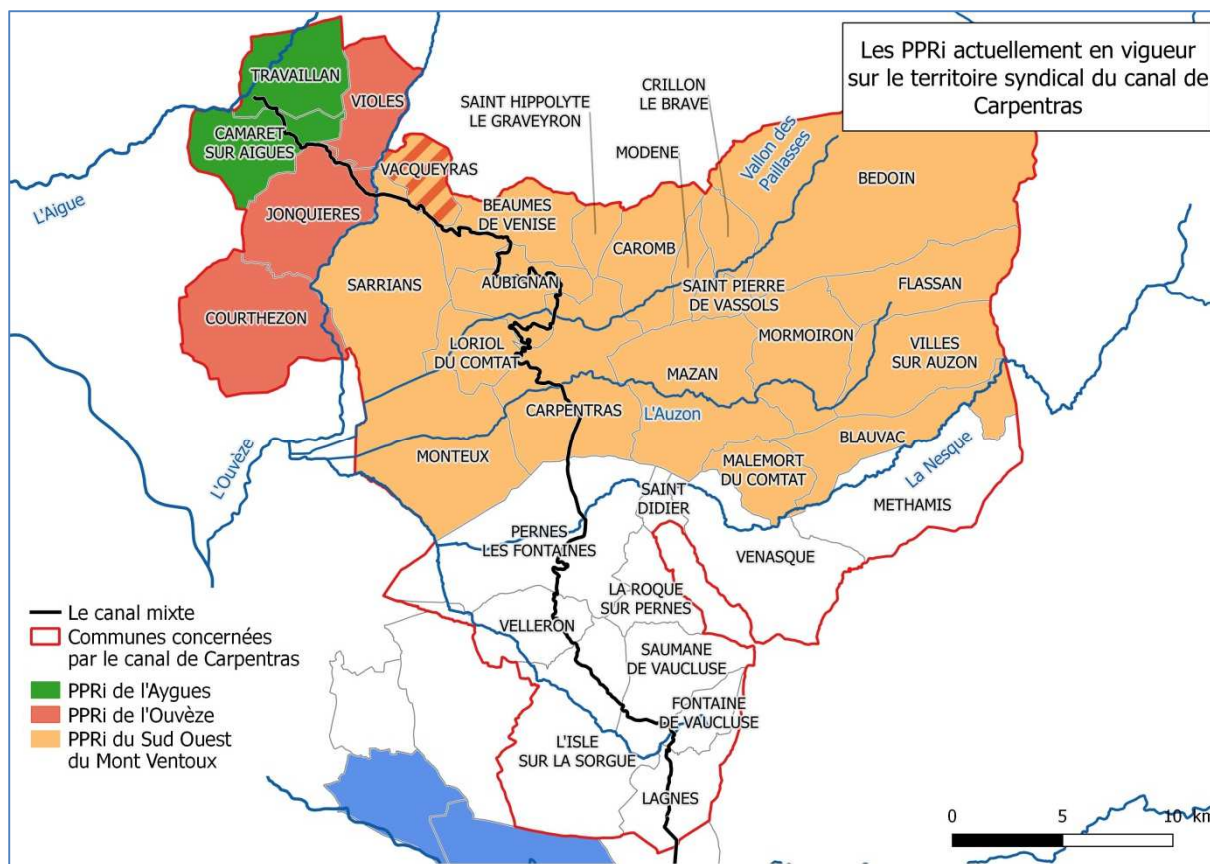 Les PPRi actuellement en vigueur
sur le territoire syndical du canal de
Carpentras
TRAVAILLAN
VIOLES
SAINT HIPPOLYTE
LE GRAVEYRON
CRILLON
LE BRAVE
MODENE
Vallon des
Paillasses
CAMARET
SUR AIGUES
VACQUEYRAS
BEDOIN
L'Aigue
JONQUIERES
BEAUMES
DE VENISE
CAROMB
SARRIANS
AUBIGNAN
SAINT PIERRE
DE VASSOLS
FLASSAN
COURTHEZON
LORIOL
DU COMTAT
MORMOIRON
VILLES
SUR AUZON
MAZAN
CARPENTRAS
L'Auzon
BLAUVAC
L'Ouvèze
MONTEUX
MALEMORT
DU COMTAT
La Nesque
SAINT
DIDIER
METHAMIS
PERNES
LES FONTAINES
VENASQUE
LA ROQUE
SUR PERNES
VELLERON
SAUMANE
DE VAUCLUSE
FONTAINE
DE VAUCLUSE
L'ISLE
SUR LA SORGUE
LAGNES
Le canal mixte
Communes concernées
par le canal de Carpentras
PPRi de l'Aygues
PPRi de l'Ouvèze
PPRi du Sud Ouest
du Mont Ventoux
0 5 10 km